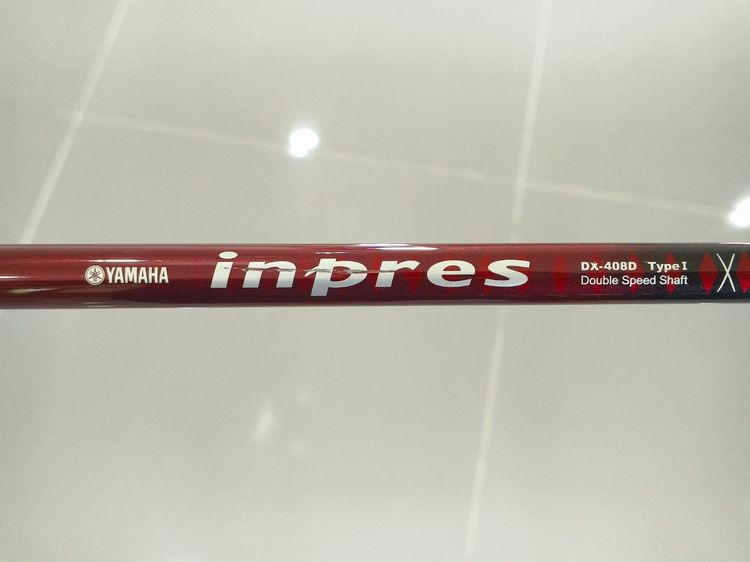 YAMAHA inpres X
DX-408D Type I
Double Speed Shaft